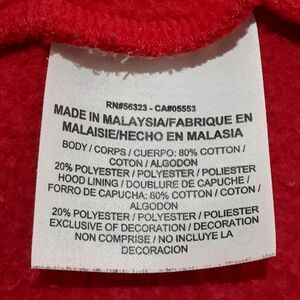 RN#56323 - CA#05553
MADE IN MALAYSIA/FABRIQUE EN
MALAISIE/HECHO EN MALASIA
BODY / CORPS / CUERPO: 80% COTTON /
COTON / ALGODON
20% POLYESTER / POLYESTER / POLIESTER
HOOD LINING / DOUBLURE DE CAPUCHE /
FORRO DE CAPUCHA: 80% COTTON / COTON /
ALGODON
20% POLYESTER / POLYESTER / POLIESTER
EXCLUSIVE OF DECORATION / DECORATION
NON COMPRISE / NO INCLUYE LA
DECORACION